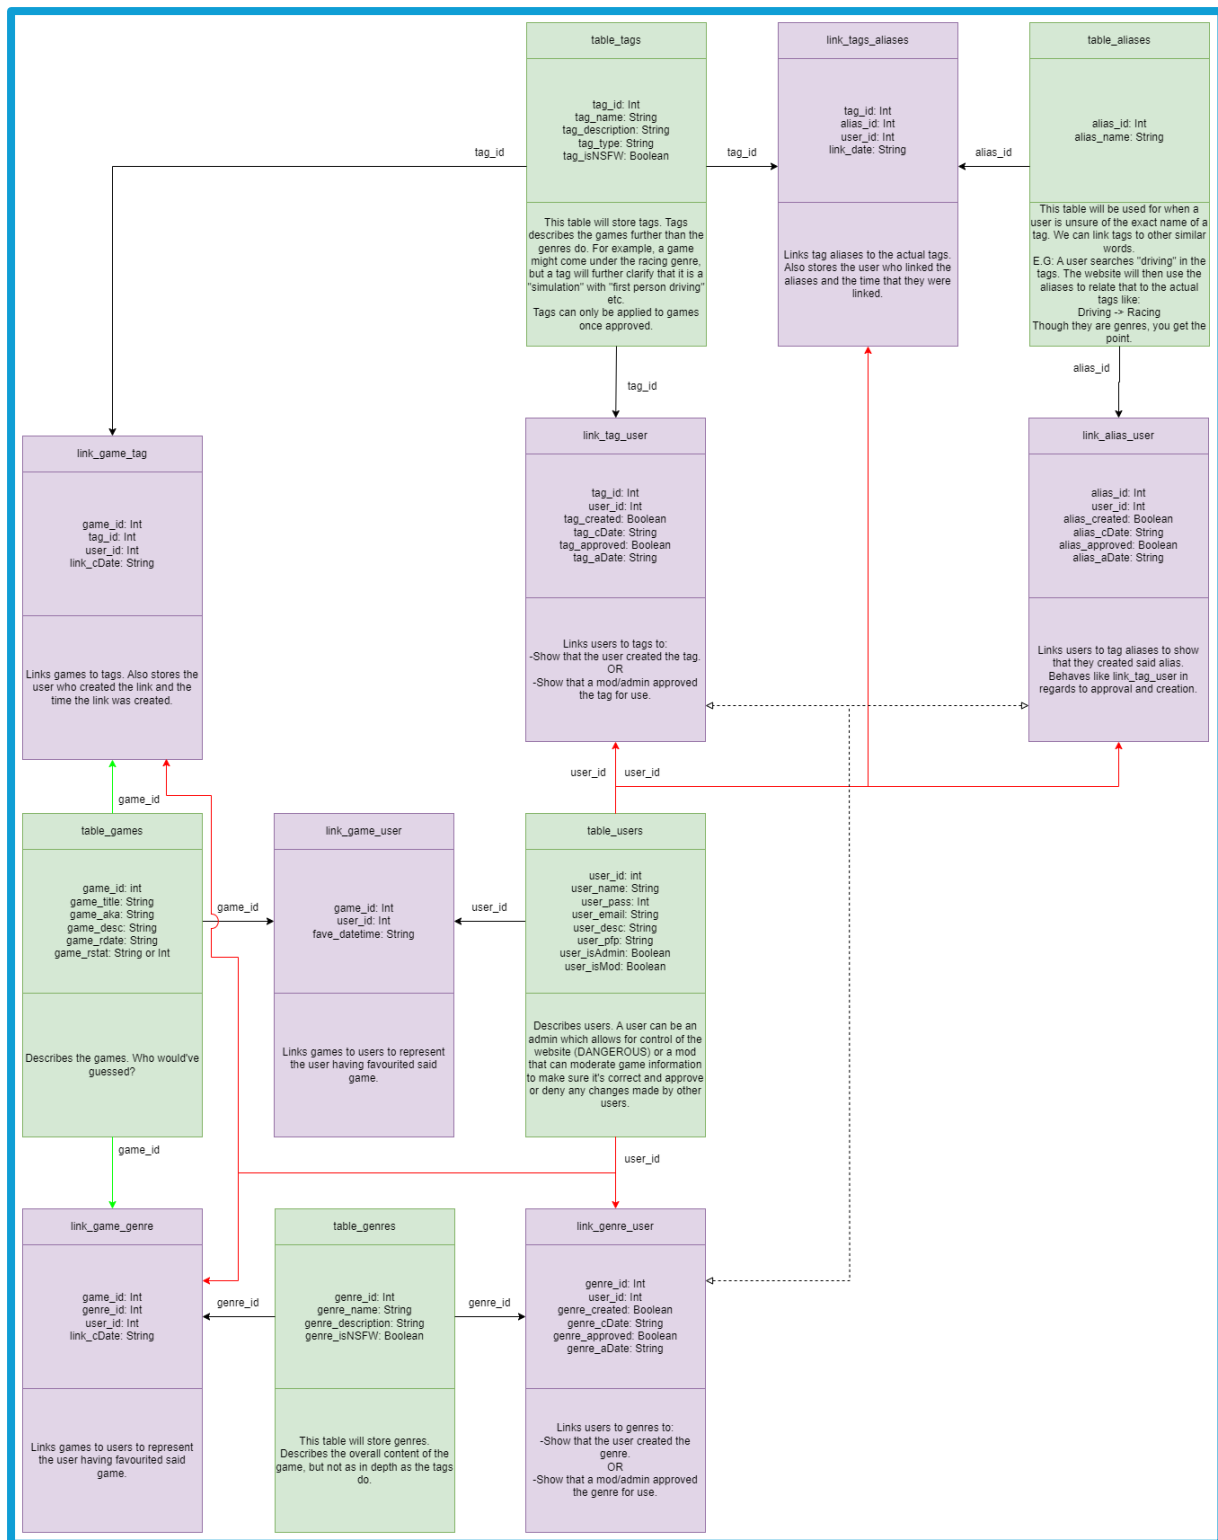 table_tags
tag_id: Int
tag_name: String
tag_description: String
tag_type: String
tag_isNSFW: Boolean
This table will store tags. Tags
describes the games further than the
genres do. For example, a game
might come under the racing genre,
but a tag will further clarify that it is a
"simulation" with "first person driving"
etc.
Tags can only be applied to games
once approved.
link_tags_aliases
tag_id: Int
alias_id: Int
user_id: Int
link_date: String
Links tag aliases to the actual tags.
Also stores the user who linked the
aliases and the time that they were
linked.
table_aliases
alias_id: Int
alias_name: String
This table will be used for when a
user is unsure of the exact name of a
tag. We can link tags to other similar
words.
E.G: A user searches "driving" in the
tags. The website will then use the
aliases to relate that to the actual
tags like:
Driving -> Racing
Though they are genres, you get the
point.
tag_id
tag_id
alias_id
tag_id
alias_id
link_game_tag
game_id: Int
tag_id: Int
user_id: Int
link_cDate: String
Links games to tags. Also stores the
user who created the link and the
time the link was created.
link_tag_user
tag_id: Int
user_id: Int
tag_created: Boolean
tag_cDate: String
tag_approved: Boolean
tag_aDate: String
Links users to tags to:
-Show that the user created the tag.
OR
-Show that a mod/admin approved
the tag for use.
link_alias_user
alias_id: Int
user_id: Int
alias_created: Boolean
alias_cDate: String
alias_approved: Boolean
alias_aDate: String
Links users to tag aliases to show
that they created said alias.
Behaves like link_tag_user in
regards to approval and creation.
game_id
user_id
user_id
table_games
game_id: int
game_title: String
game_aka: String
game_desc: String
game_rdate: String
game_rstat: String or Int
Describes the games. Who would've
guessed?
game_id
link_game_user
game_id: Int
user_id: Int
fave_datetime: String
Links games to users to represent
the user having favourited said
game.
user_id
table_users
user_id: int
user_name: String
user_pass: Int
user_email: String
user_desc: String
user_pfp: String
user_isAdmin: Boolean
user_isMod: Boolean
Describes users. A user can be an
admin which allows for control of the
website (DANGEROUS) or a mod
that can moderate game information
to make sure it's correct and approve
or deny any changes made by other
users.
game_id
user_id
link_game_genre
game_id: Int
genre_id: Int
user_id: Int
link_cDate: String
Links games to users to represent
the user having favourited said
game.
genre_id
table_genres
genre_id: Int
genre_name: String
genre_description: String
genre_isNSFW: Boolean
This table will store genres.
Describes the overall content of the
game, but not as in depth as the tags
do.
genre_id
link_genre_user
genre_id: Int
user_id: Int
genre_created: Boolean
genre_cDate: String
genre_approved: Boolean
genre_aDate: String
Links users to genres to:
-Show that the user created the
genre.
OR
-Show that a mod/admin approved
the genre for use.